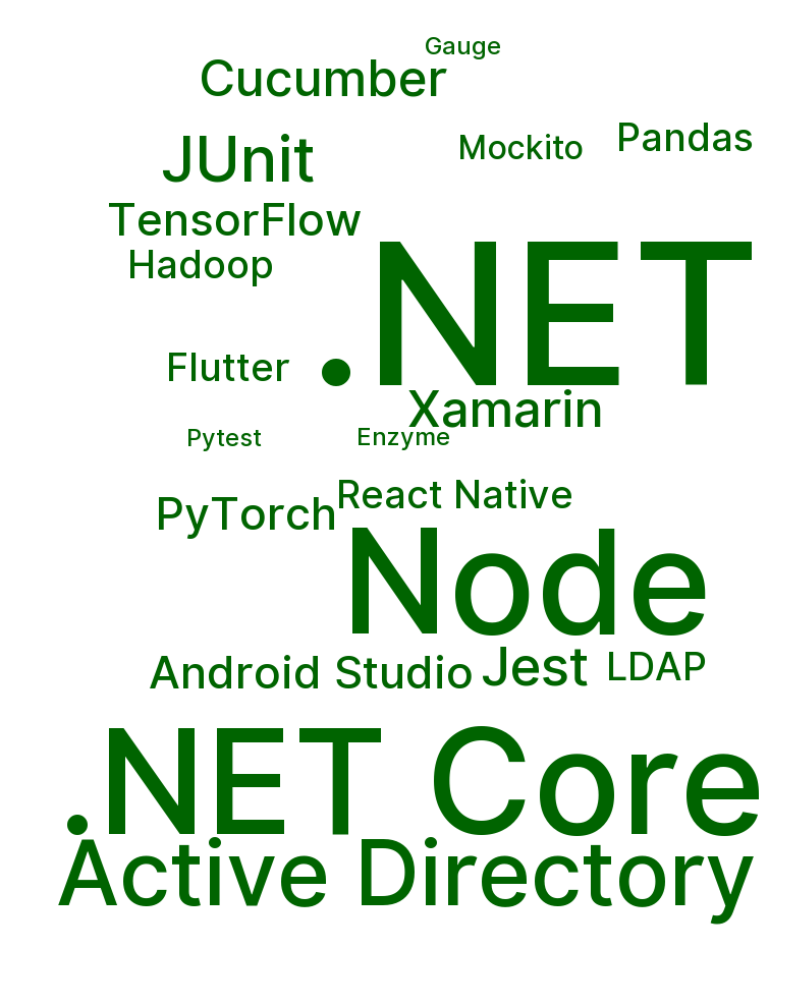 Gauge
Cucumber
Mockito
Pandas
JUnit
TensorFlow
Hadoop
.NET
Flutter
Xamarin
Pytest
Enzyme
React Native
PyTorch
Node
Android Studio
Jest
LDAP
.NET Core
Active Directory